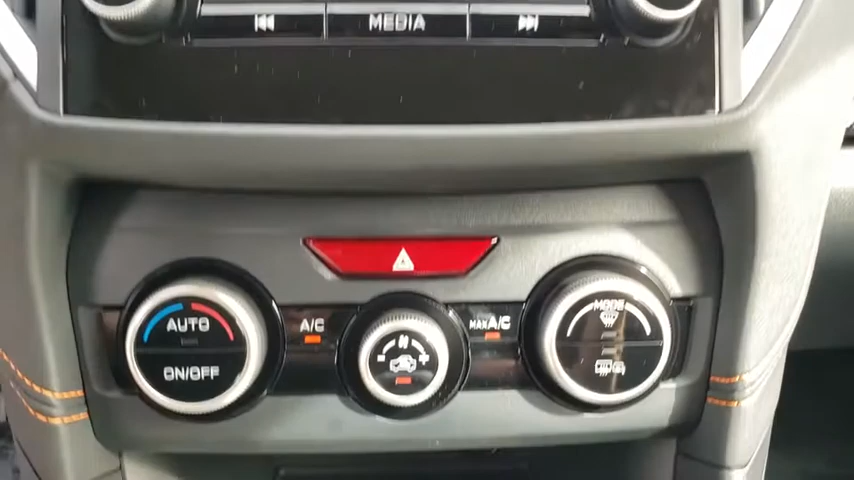 MEDIA
AUTO
ON/OFF
A/C
- +
MAX A/C
MODE